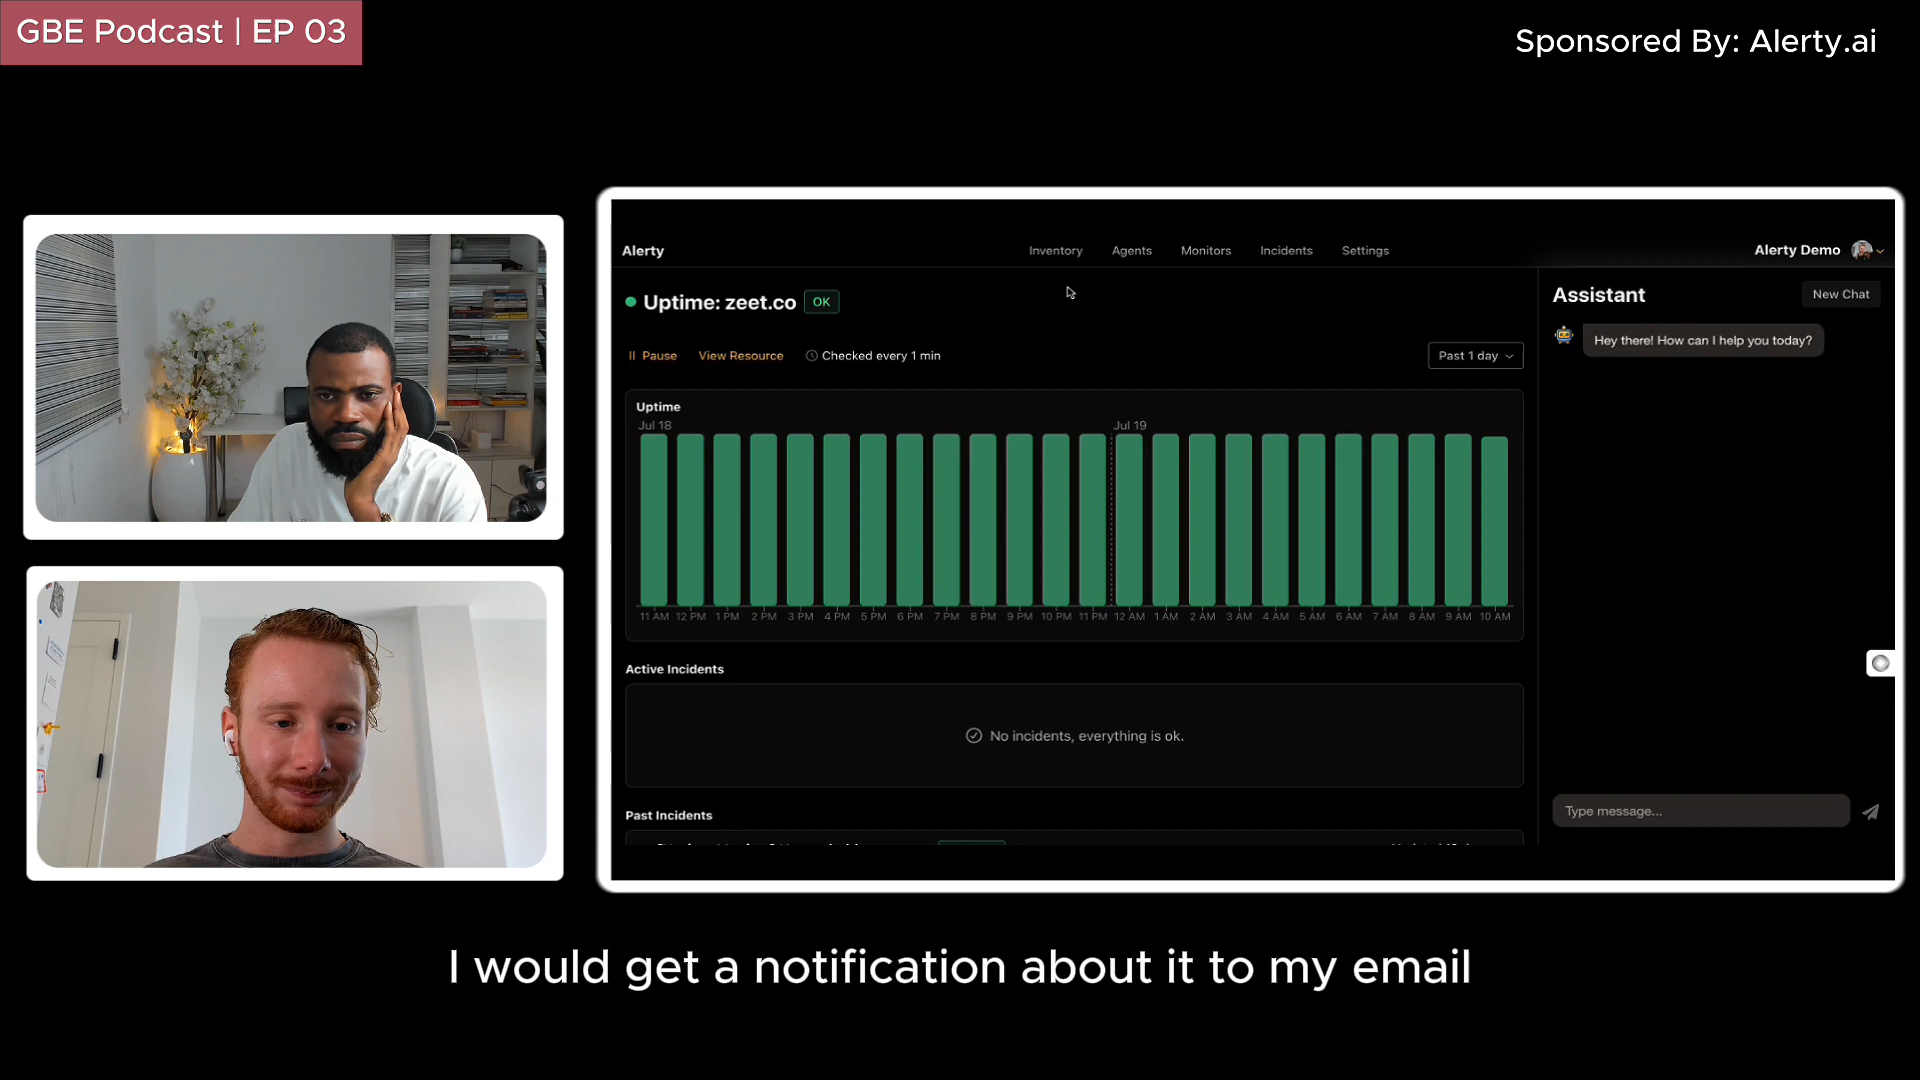 GBE Podcast | EP 03
Sponsored By: Alerty.ai
Alerty
Inventory
Agents
Monitors
Incidents
Settings
Alerty Demo
Uptime: zeet.co
OK
Pause
View Resource
Checked every 1 min
Past 1 day
Uptime
Jul 18
Jul 19
11 AM 12 PM 1 PM 2 PM 3 PM 4 PM 5 PM 6 PM 7 PM 8 PM 9 PM 10 PM 11 PM 12 AM 1 AM 2 AM 3 AM 4 AM 5 AM 6 AM 7 AM 8 AM 9 AM 10 AM
Active Incidents
No incidents, everything is ok.
Past Incidents
Assistant
New Chat
Hey there! How can I help you today?
Type message...
I would get a notification about it to my email